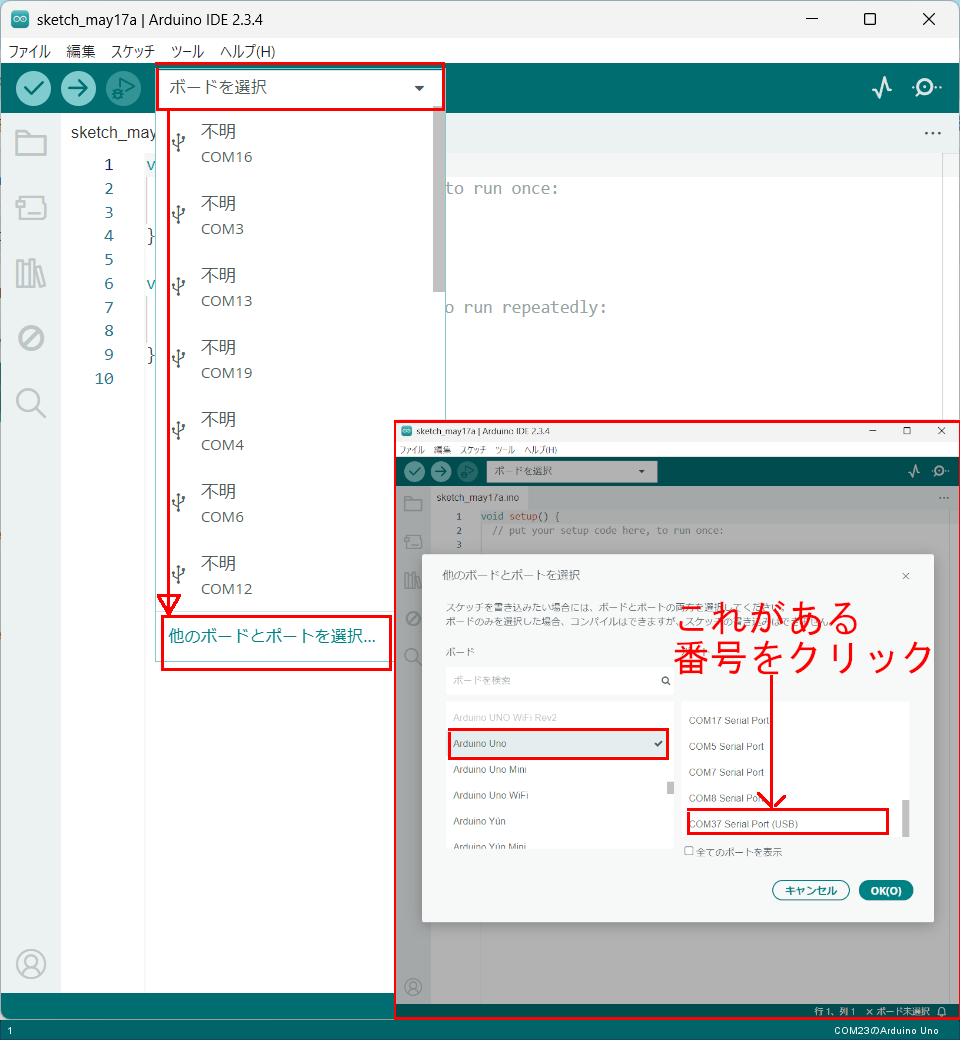 sketch_may17a | Arduino IDE 2.3.4
ファイル 編集 スケッチ ツール ヘルプ(H)
ボードを選択
sketch_may
1 v
2 to run once:
3
4 }
5
6 v
7 o run repeatedly:
8
9 }
10
不明
COM16
不明
COM3
不明
COM13
不明
COM19
不明
COM4
不明
COM6
不明
COM12
他のボードとポートを選択...
sketch_may17a | Arduino IDE 2.3.4
ファイル 編集 スケッチ ツール ヘルプ(H)
ボードを選択
sketch_may17a.ino
1 void setup() {
2 // put your setup code here, to run once:
3
他のボードとポートを選択
スケッチを書き込みたい場合には、ボードとポートの両方を選択してください。
ボードのみを選択した場合、コンパイルはできますが、スケッチの書き込みはできません。
これがある
番号をクリック
ボード
ボードを検索
Arduino UNO WiFi Rev2
Arduino Uno
Arduino Uno Mini
Arduino Uno WiFi
Arduino Yún
Arduino Yún Mini
COM17 Serial Port
COM5 Serial Port
COM7 Serial Port
COM8 Serial Port
COM37 Serial Port (USB)
全てのポートを表示
キャンセル OK(O)
行 1、列 1 × ボード未選択
1 COM23のArduino Uno